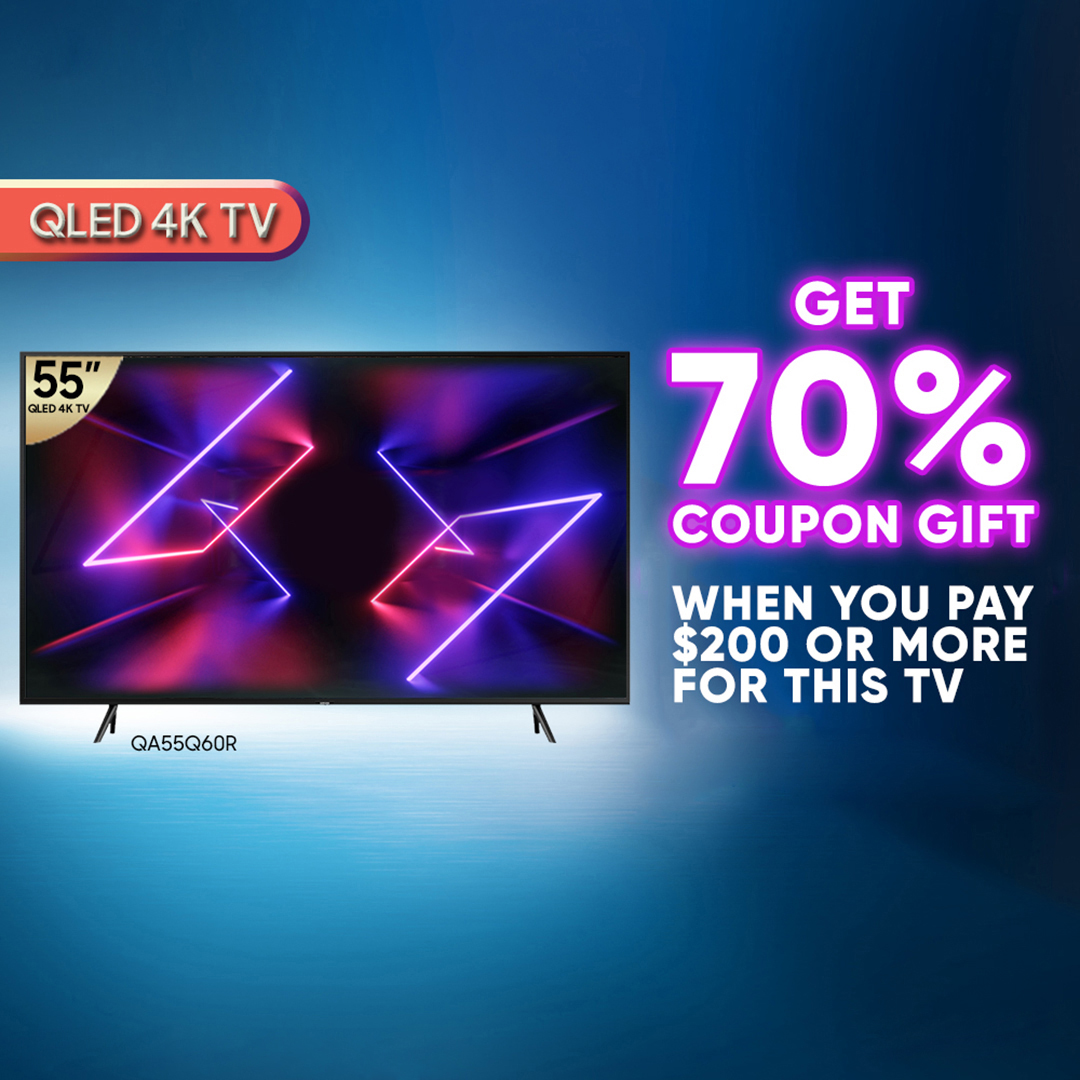 QLED 4K TV
55"
QLED 4K TV
QA55Q60R
GET
70%
COUPON GIFT
WHEN YOU PAY
$200 OR MORE
FOR THIS TV